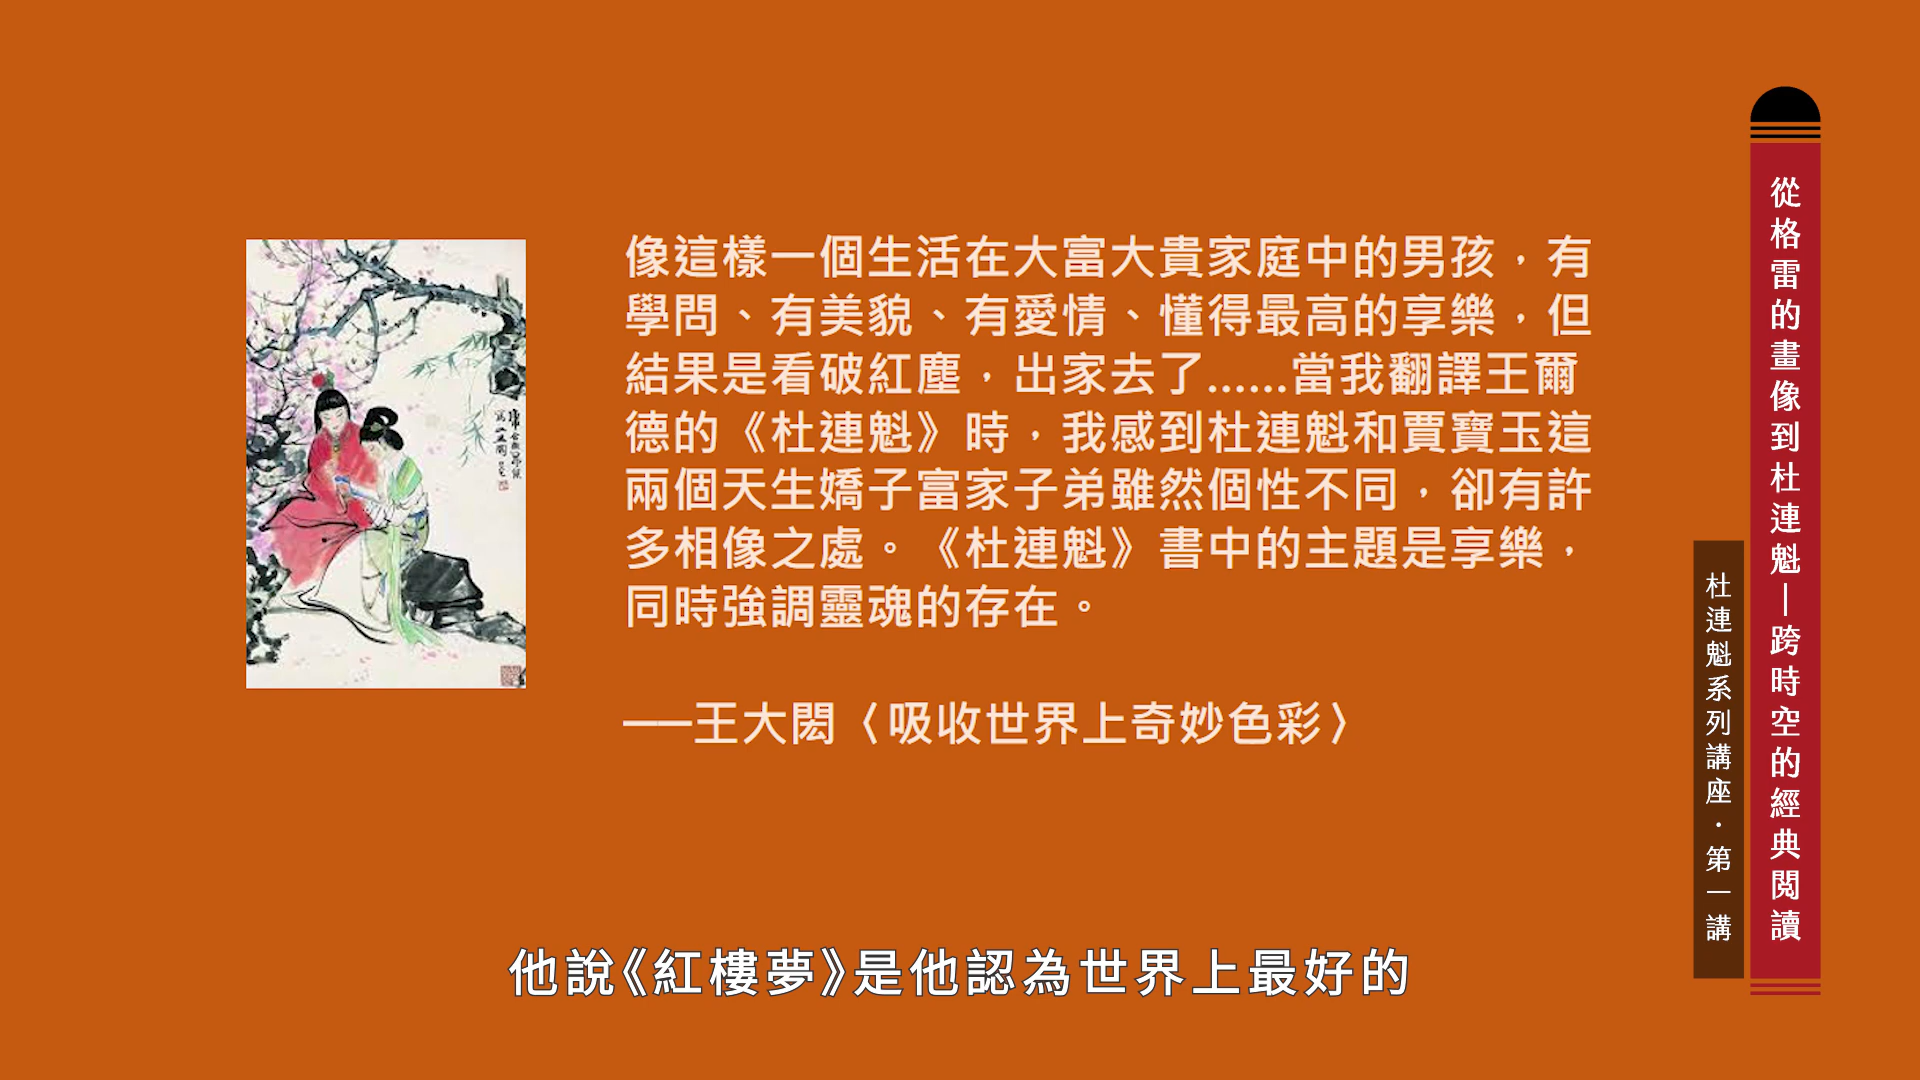 像這樣一個生活在大富大貴家庭中的男孩，有
學問、有美貌、有愛情、懂得最高的享樂，但
結果是看破紅塵，出家去了......當我翻譯王爾
德的《杜連魁》時，我感到杜連魁和賈寶玉這
兩個天生嬌子富家子弟雖然個性不同，卻有許
多相像之處。《杜連魁》書中的主題是享樂，
同時強調靈魂的存在。
──王大閎〈吸收世界上奇妙色彩〉
從格雷的畫像到杜連魁—跨時空的經典閱讀
杜連魁系列講座．第一講
他說《紅樓夢》是他認為世界上最好的